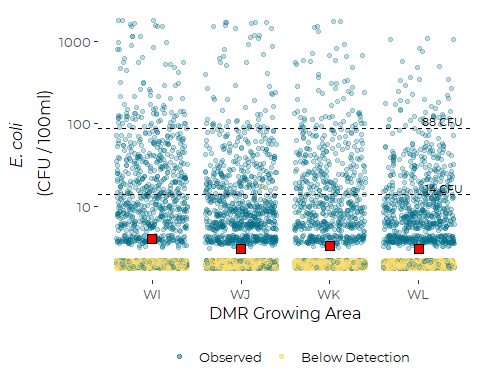 E. coli
(CFU / 100ml)
1000
100
10
88 CFU
14 CFU
WI WJ WK WL
DMR Growing Area
Observed Below Detection